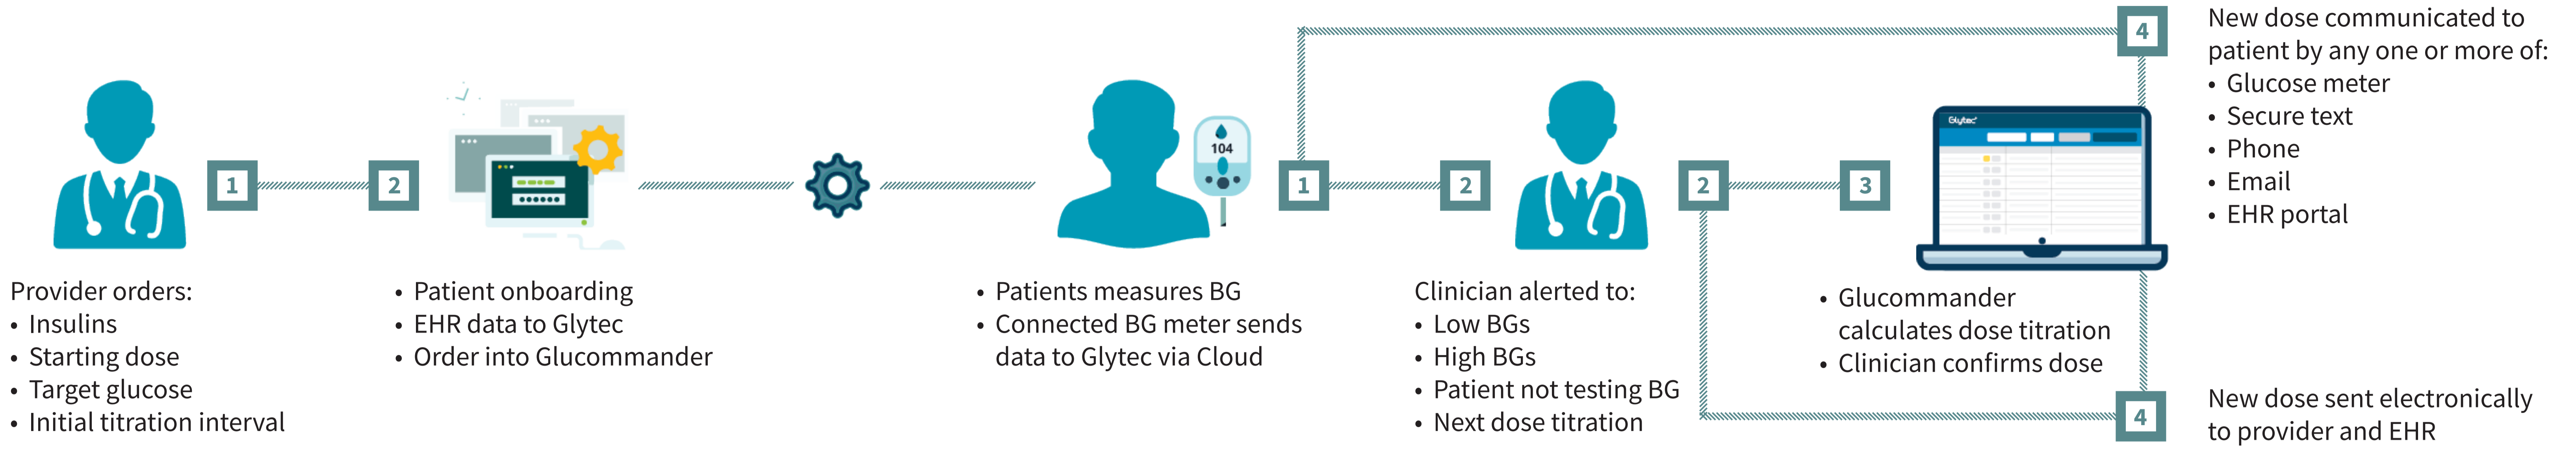 Provider orders:
• Insulins
• Starting dose
• Target glucose
• Initial titration interval
1
2
• Patient onboarding
• EHR data to Glytec
• Order into Glucommander
104
• Patients measures BG
• Connected BG meter sends
data to Glytec via Cloud
1
2
Clinician alerted to:
• Low BGs
• High BGs
• Patient not testing BG
• Next dose titration
2
3
Glytec
• Glucommander
calculates dose titration
• Clinician confirms dose
4
New dose communicated to
patient by any one or more of:
• Glucose meter
• Secure text
• Phone
• Email
• EHR portal
4
New dose sent electronically
to provider and EHR